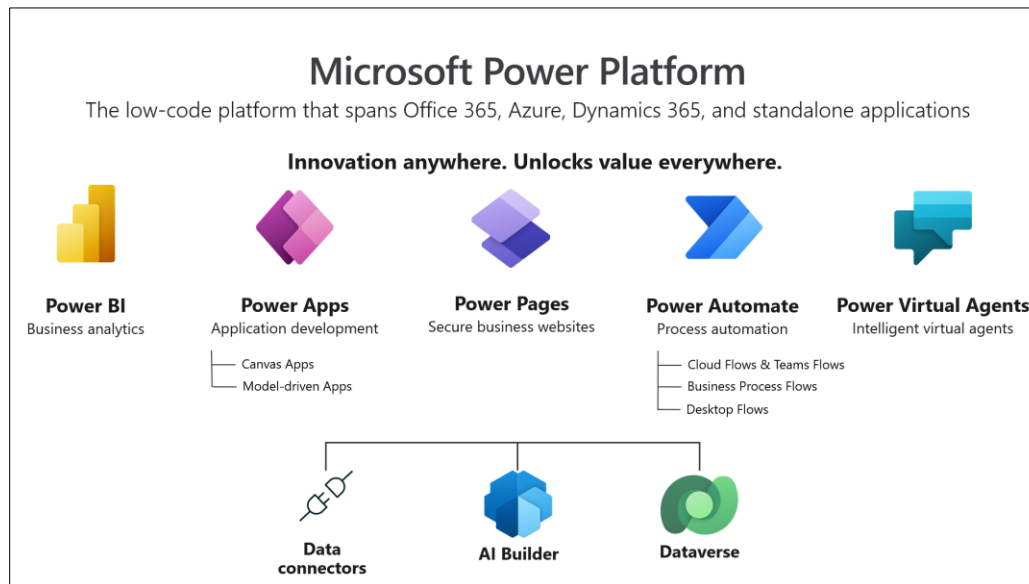 Microsoft Power Platform
The low-code platform that spans Office 365, Azure, Dynamics 365, and standalone applications
Innovation anywhere. Unlocks value everywhere.
Power BI
Business analytics
Power Apps
Application development
Canvas Apps
Model-driven Apps
Power Pages
Secure business websites
Power Automate
Process automation
Cloud Flows & Teams Flows
Business Process Flows
Desktop Flows
Power Virtual Agents
Intelligent virtual agents
Data
connectors
AI Builder
Dataverse